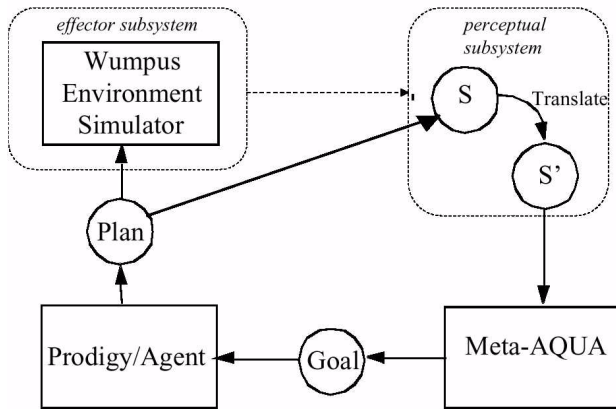 effector subsystem
Wumpus
Environment
Simulator
perceptual
subsystem
S
Translate
S’
Plan
Prodigy/Agent
Goal
Meta-AQUA